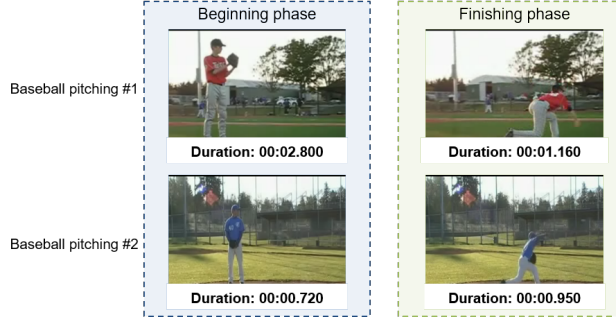 Beginning phase
Finishing phase
Baseball pitching #1
Duration: 00:02.800
Duration: 00:01.160
Baseball pitching #2
Duration: 00:00.720
Duration: 00:00.950